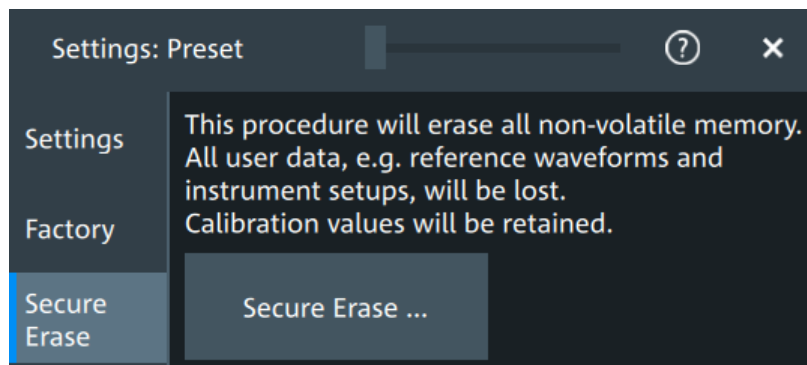 Settings: Preset
?
Settings
Factory
Secure
Erase
This procedure will erase all non-volatile memory.
All user data, e.g. reference waveforms and
instrument setups, will be lost.
Calibration values will be retained.
Secure Erase ...